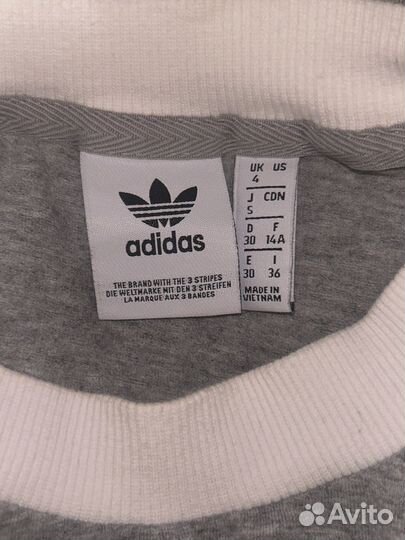 adidas
THE BRAND WITH THE 3 STRIPES
DIE WELTMARKE MIT DEN 3 STREIFEN
LA MARQUE AUX 3 BANDES
UK US
4
J CDN
S
D F
30 14A
E I
30 36
MADE IN
VIETNAM
Avito